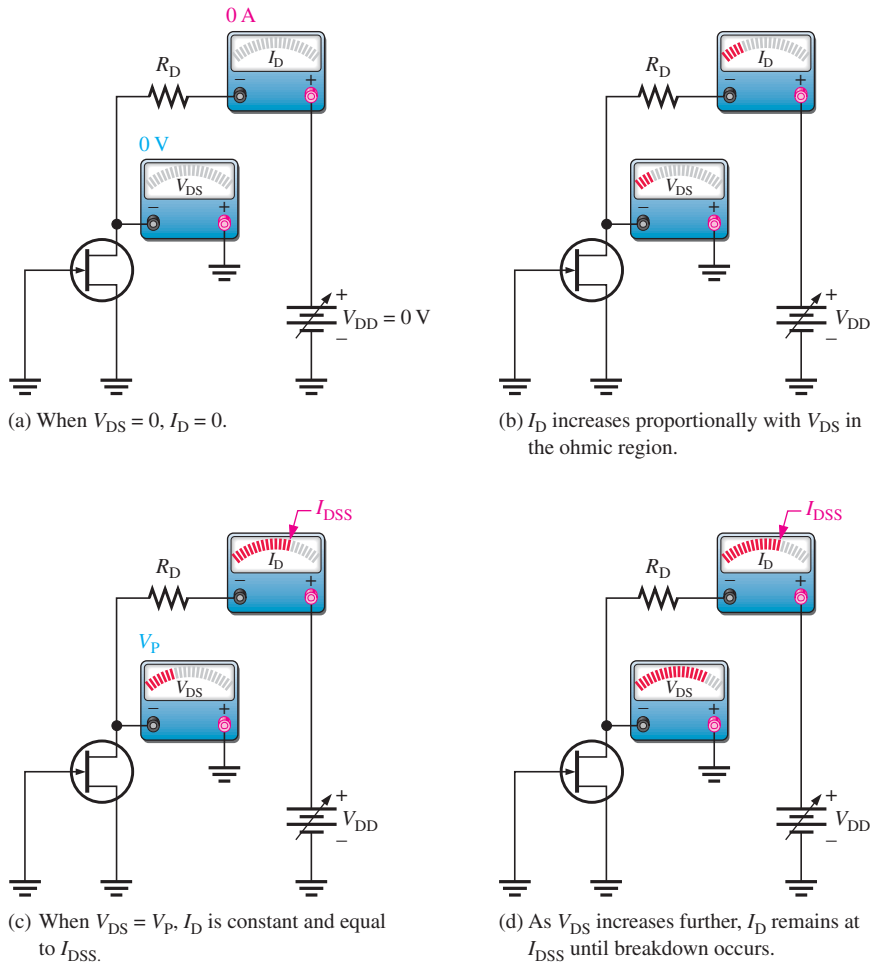 0 A
I_D
R_D
− +
0 V
V_DS
− +
+
V_DD = 0 V
−
(a) When V_DS = 0, I_D = 0.
I_D
R_D
− +
V_DS
− +
+
V_DD
−
(b) I_D increases proportionally with V_DS in
the ohmic region.
I_DSS
I_D
R_D
− +
V_P
V_DS
− +
+
V_DD
−
(c) When V_DS = V_P, I_D is constant and equal
to I_DSS.
I_DSS
I_D
R_D
− +
V_DS
− +
+
V_DD
−
(d) As V_DS increases further, I_D remains at
I_DSS until breakdown occurs.